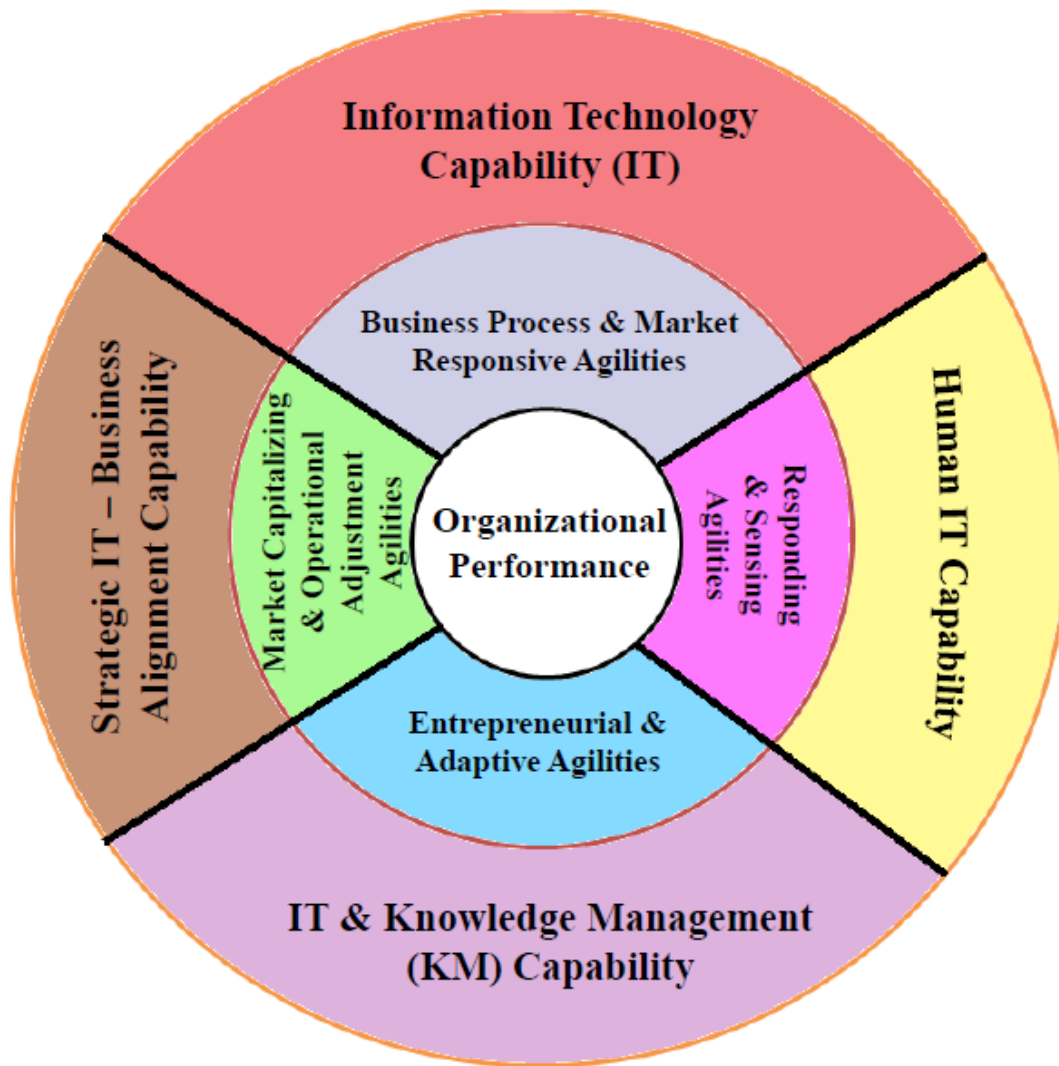 Information Technology
Capability (IT)
Business Process & Market
Responsive Agilities
Strategic IT – Business
Alignment Capability
Market Capitalizing
& Operational
Adjustment
Agilities
Organizational
Performance
Responding
& Sensing
Agilities
Human IT Capability
Entrepreneurial &
Adaptive Agilities
IT & Knowledge Management
(KM) Capability